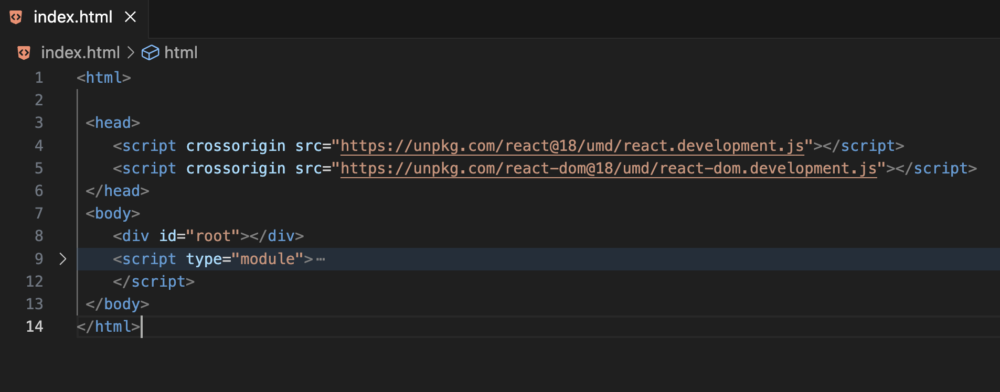 index.html
index.html > html
1 <html>
2
3 <head>
4 <script crossorigin src="https://unpkg.com/react@18/umd/react.development.js"></script>
5 <script crossorigin src="https://unpkg.com/react-dom@18/umd/react-dom.development.js"></script>
6 </head>
7 <body>
8 <div id="root"></div>
9 <script type="module">…
12 </script>
13 </body>
14 </html>